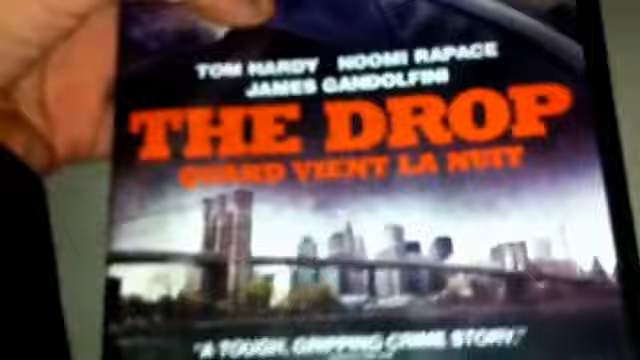 TOM HARDY NOOMI RAPACE
JAMES GANDOLFINI
THE DROP
QUAND VIENT LA NUIT
"A TOUGH, GRIPPING CRIME STORY."